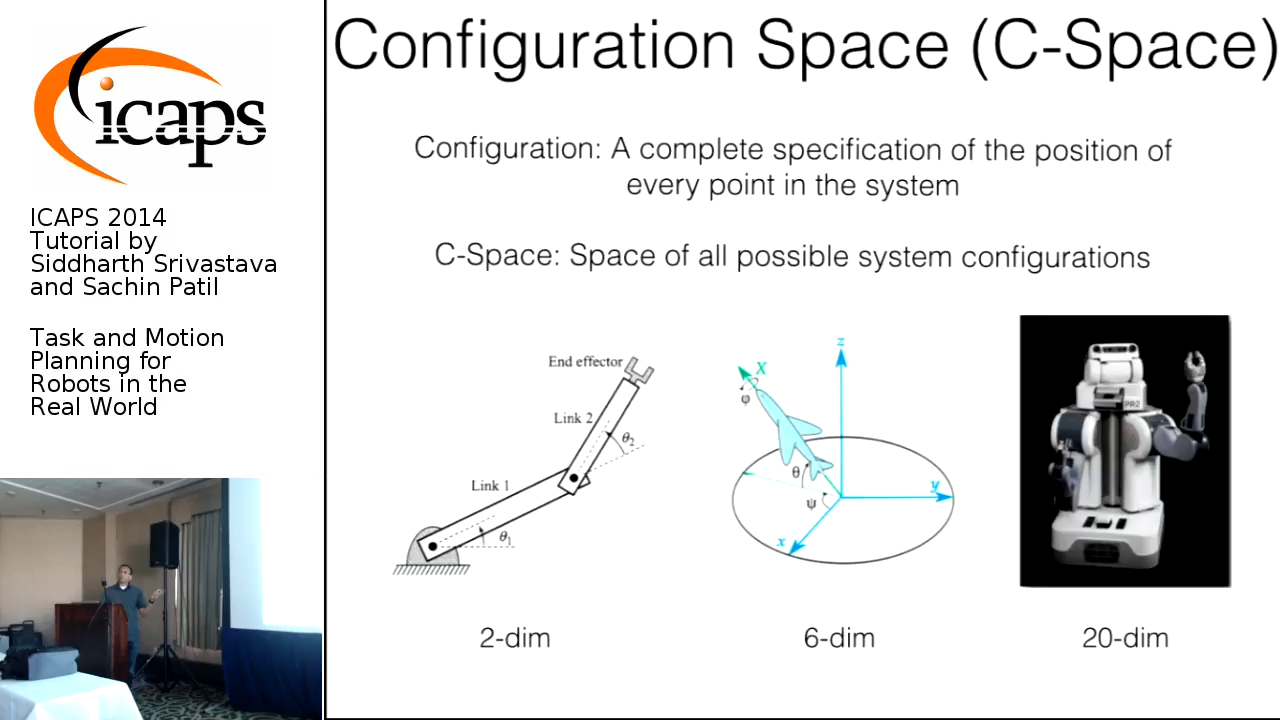 icaps
ICAPS 2014
Tutorial by
Siddharth Srivastava
and Sachin Patil
Task and Motion
Planning for
Robots in the
Real World
Configuration Space (C-Space)
Configuration: A complete specification of the position of
every point in the system
C-Space: Space of all possible system configurations
End effector
Link 2
θ2
Link 1
θ1
z
X
φ
θ
ψ
y
x
PR2
2-dim
6-dim
20-dim